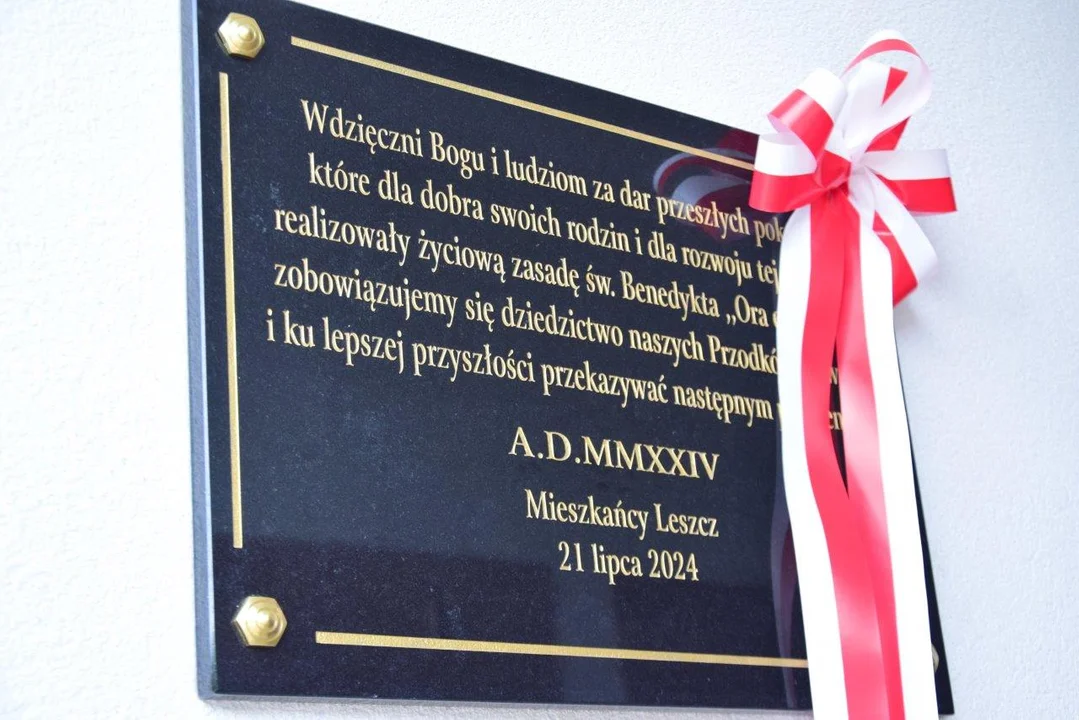 Wdzięczni Bogu i ludziom za dar przeszłych
które dla dobra swoich rodzin i dla rozwoju tej
realizowały życiową zasadę św. Benedykta „Ora
zobowiązujemy się dziedzictwo naszych
i ku lepszej przyszłości przekazywać następnym
A.D.MMXXIV
Mieszkańcy Leszcz
21 lipca 2024